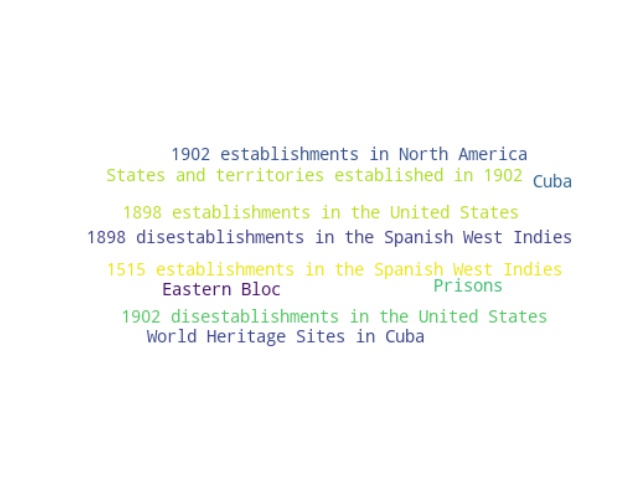 1902 establishments in North America
States and territories established in 1902
Cuba
1898 establishments in the United States
1898 disestablishments in the Spanish West Indies
1515 establishments in the Spanish West Indies
Eastern Bloc
Prisons
1902 disestablishments in the United States
World Heritage Sites in Cuba